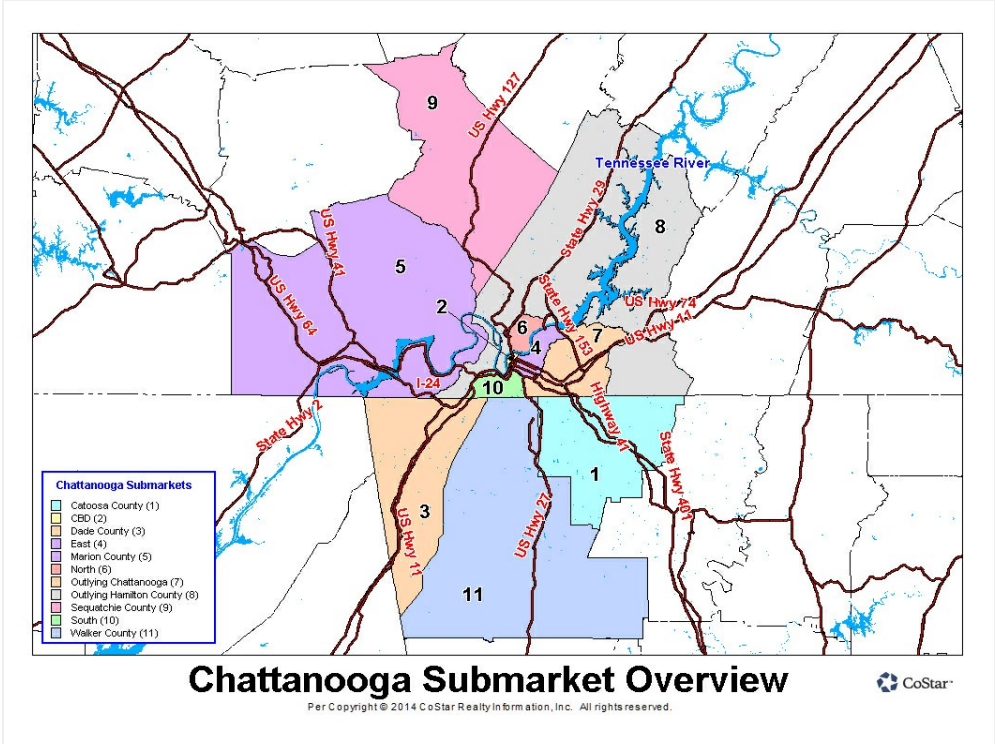 9
US Hwy 127
Tennessee River
State Hwy 29
8
US Hwy 41
5
US Hwy 64
2
US Hwy 74
State Hwy 153
US Hwy 11
6
7
4
I-24
10
State Hwy 2
Highway 41
State Hwy 401
1
3
US Hwy 11
US Hwy 27
11
Chattanooga Submarkets
Catoosa County (1)
CBD (2)
Dade County (3)
East (4)
Marion County (5)
North (6)
Outlying Chattanooga (7)
Outlying Hamilton County (8)
Sequatchie County (9)
South (10)
Walker County (11)
Chattanooga Submarket Overview
CoStar™
Per Copyright © 2014 CoStar Realty Information, Inc. All rights reserved.